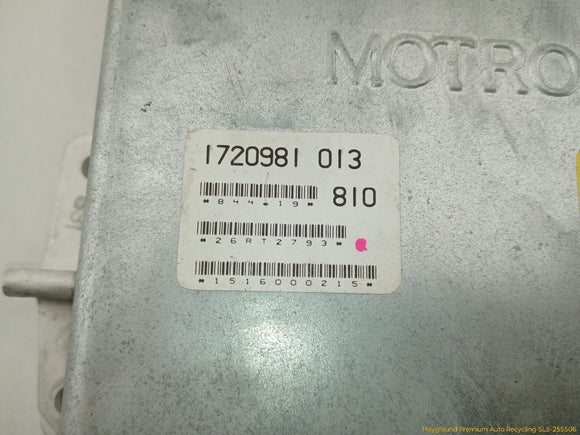 MOTRO
1720981 013
810
*844-19*
*26RT2793*
*1516000215*
Playground Premium Auto Recycling-SLS-255506